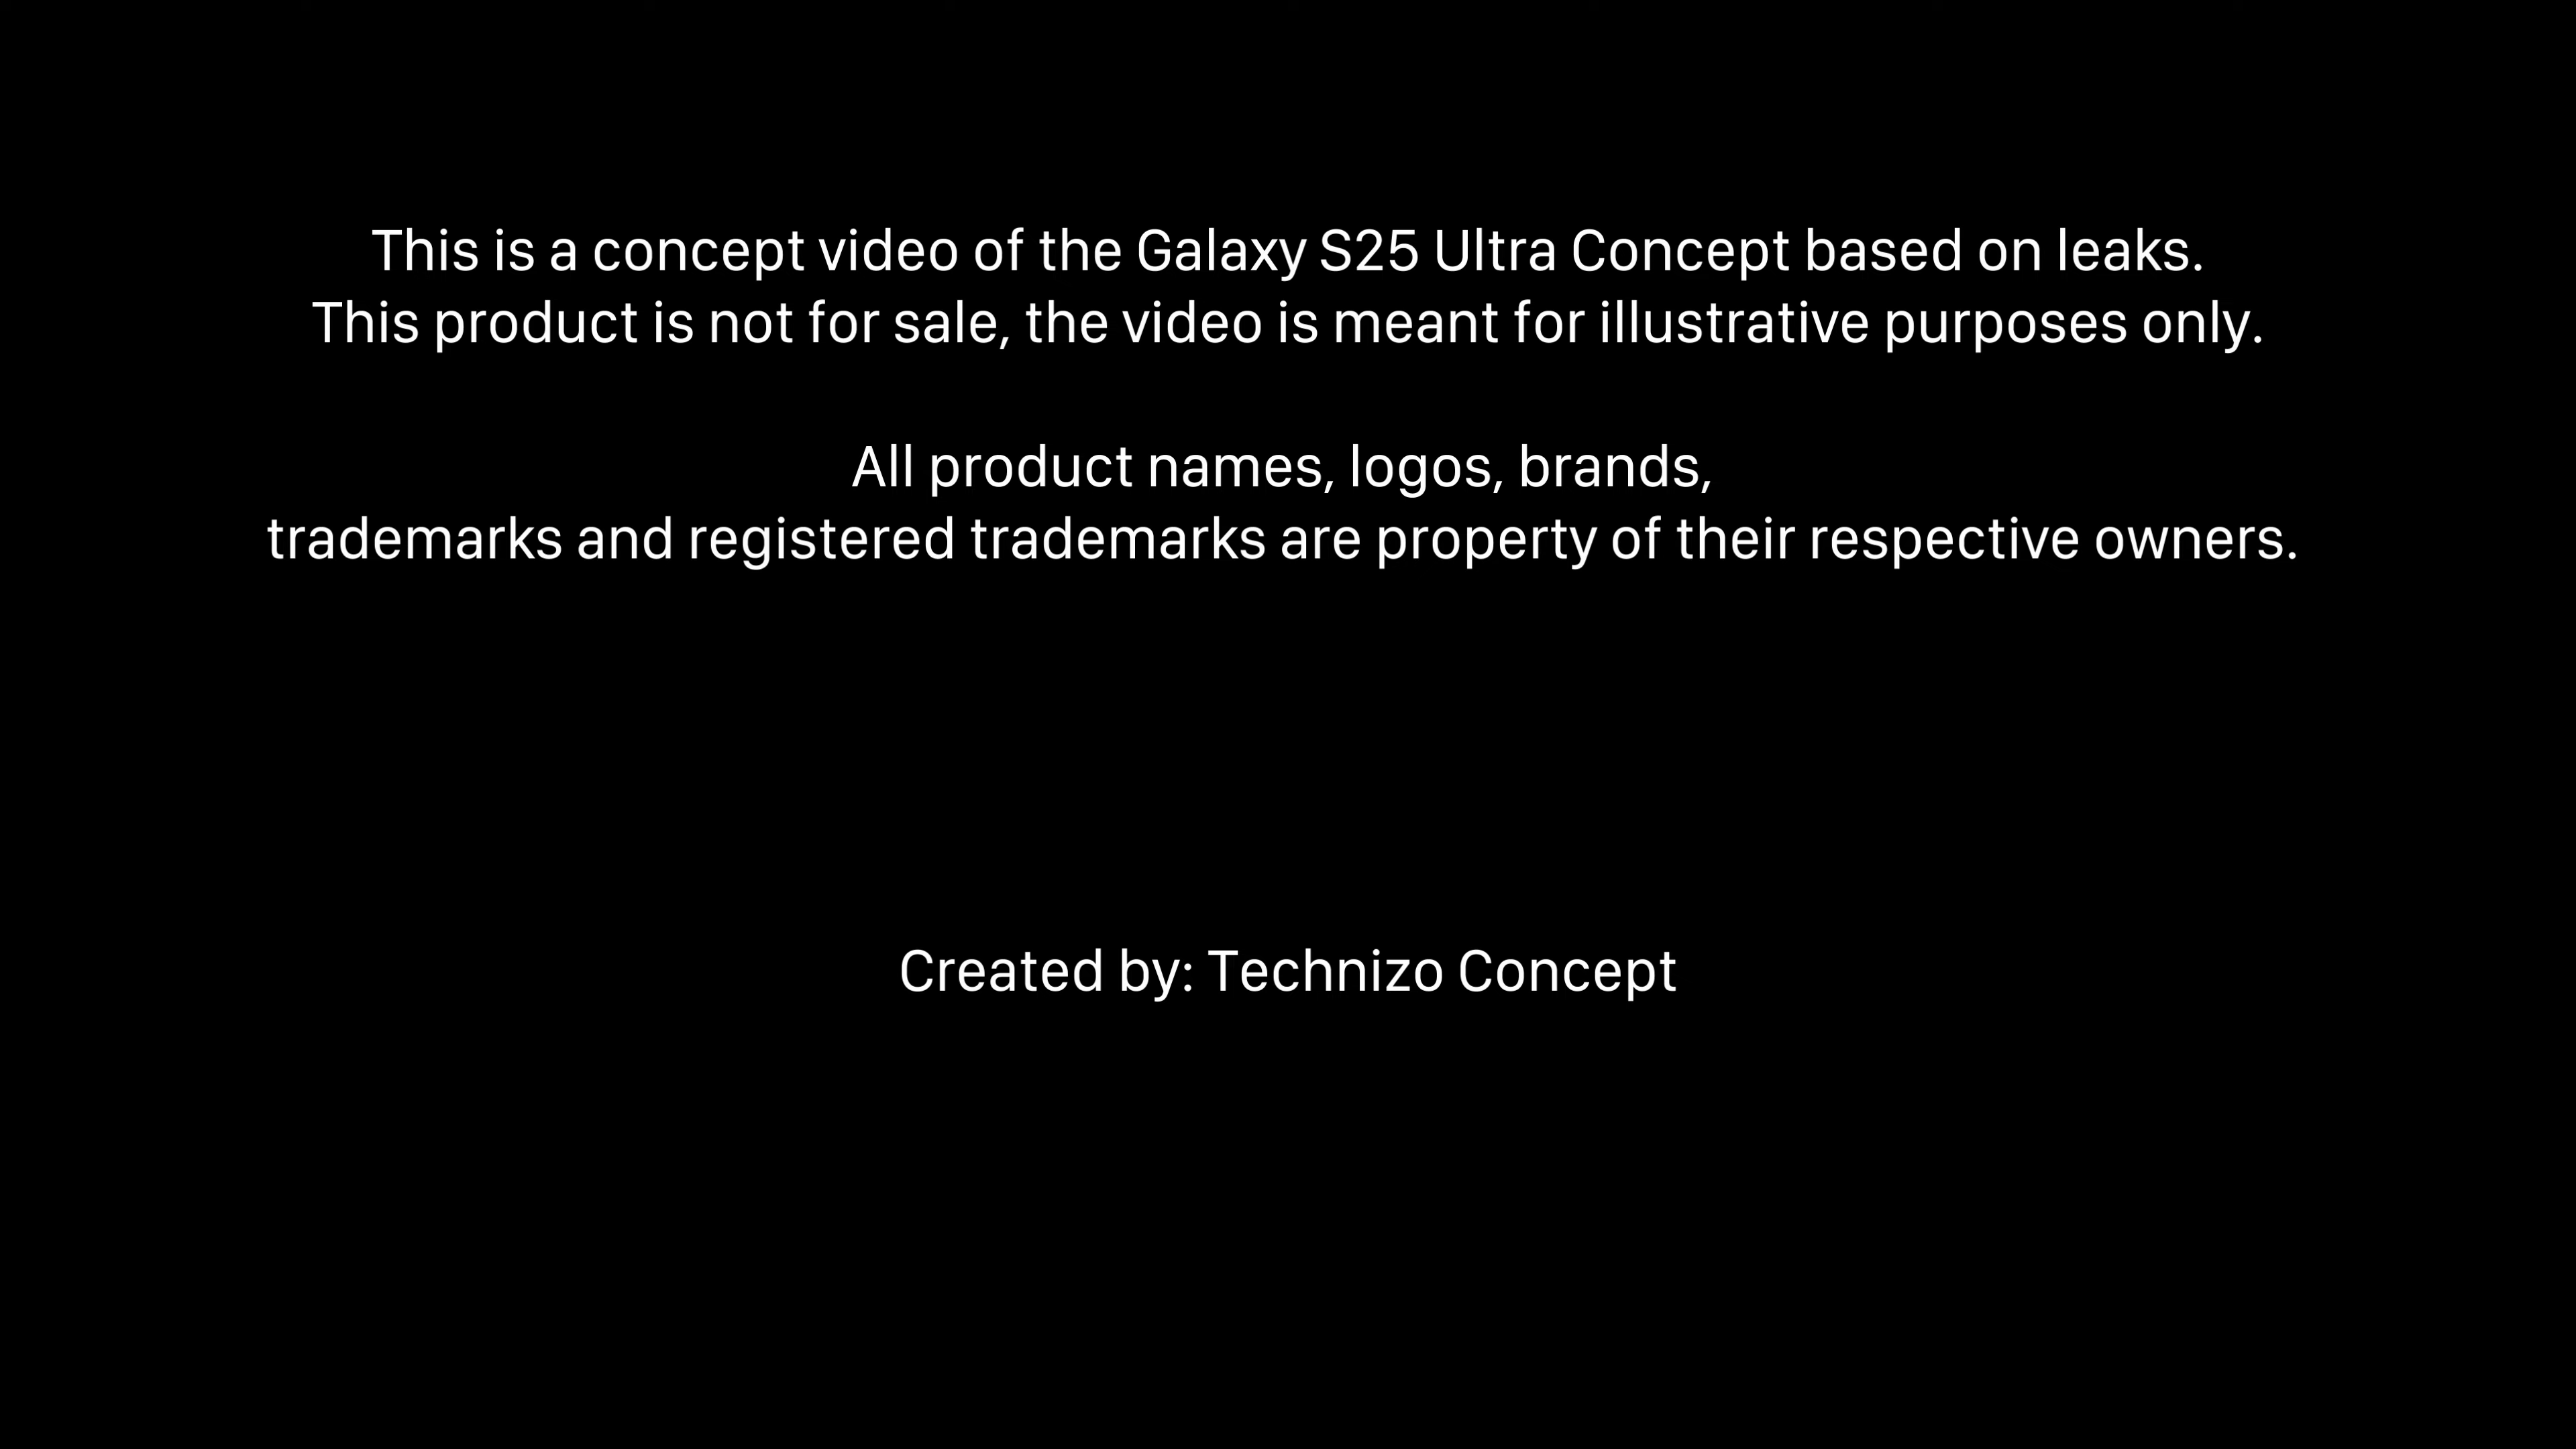 This is a concept video of the Galaxy S25 Ultra Concept based on leaks.
This product is not for sale, the video is meant for illustrative purposes only.
All product names, logos, brands,
trademarks and registered trademarks are property of their respective owners.
Created by: Technizo Concept